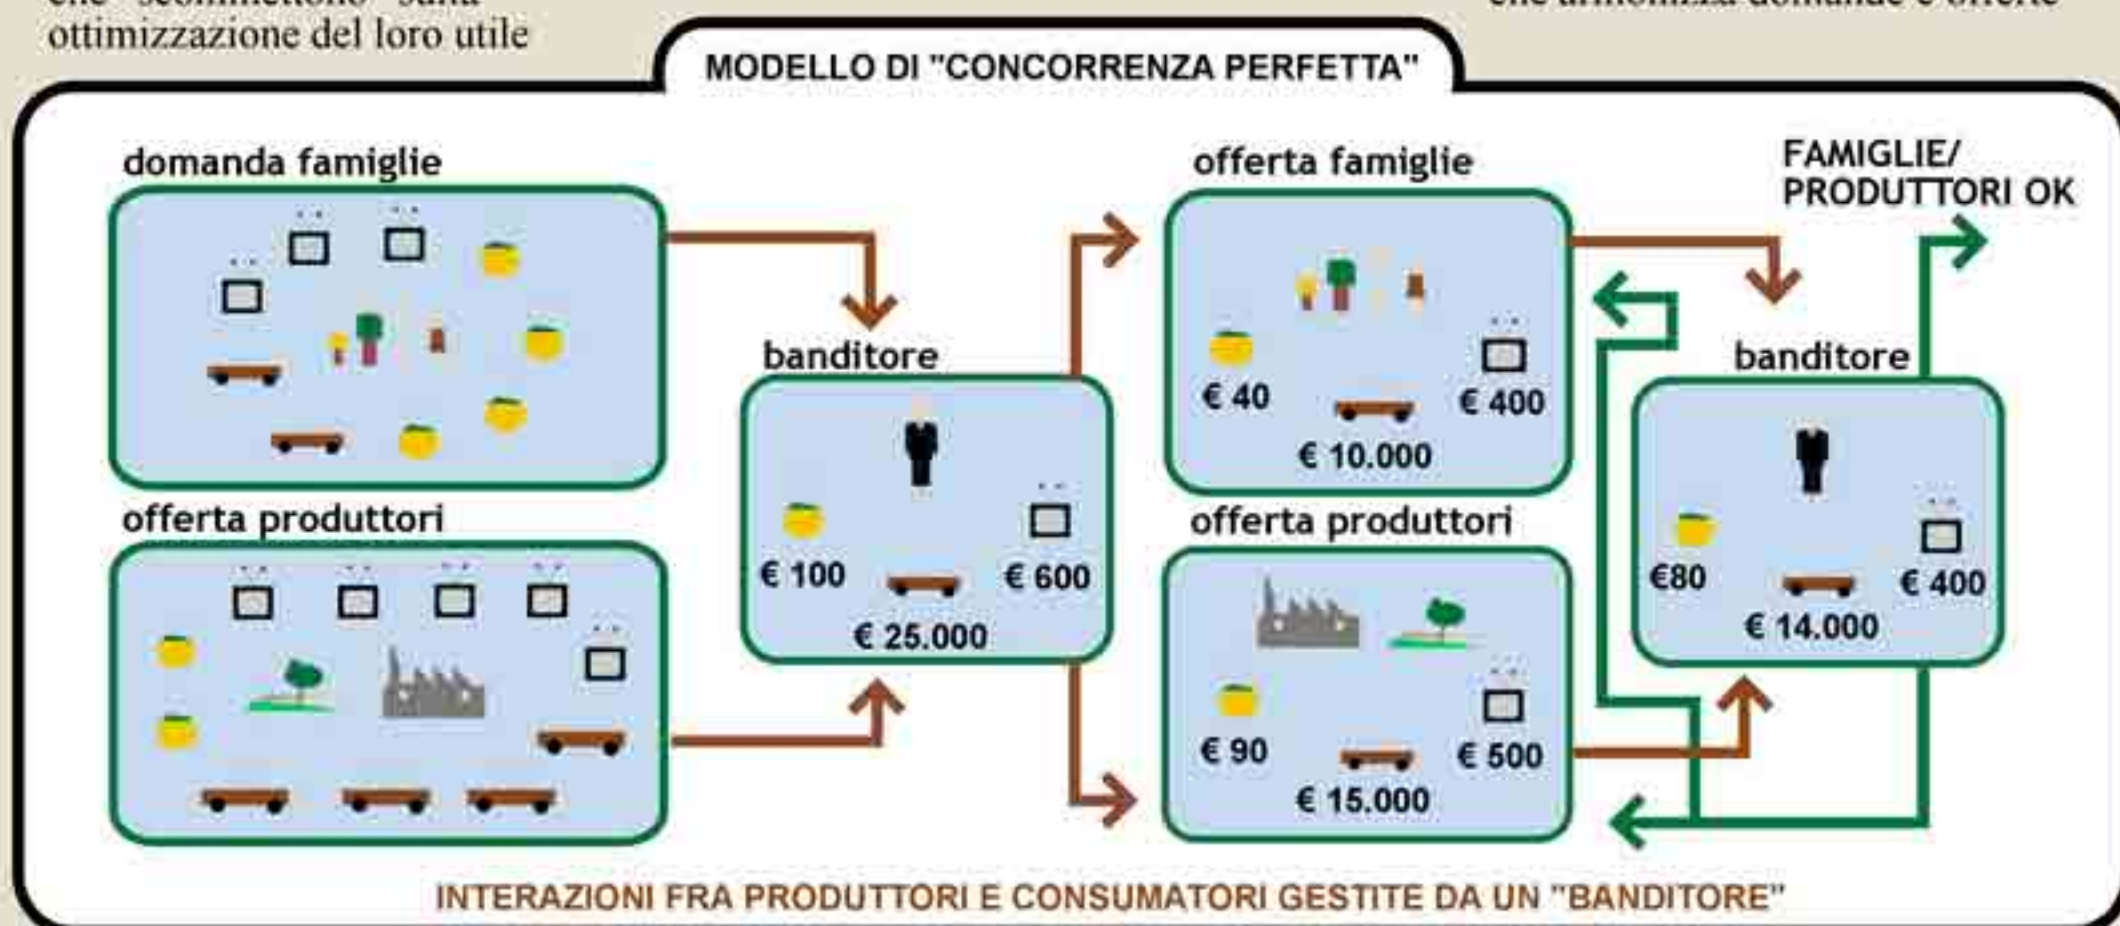 ottimizzazione del loro utile
MODELLO DI "CONCORRENZA PERFETTA"
domanda famiglie
offerta produttori
banditore
€ 100
€ 600
€ 25.000
offerta famiglie
€ 40
€ 400
€ 10.000
offerta produttori
€ 90
€ 500
€ 15.000
FAMIGLIE/
PRODUTTORI OK
banditore
€80
€ 400
€ 14.000
INTERAZIONI FRA PRODUTTORI E CONSUMATORI GESTITE DA UN "BANDITORE"